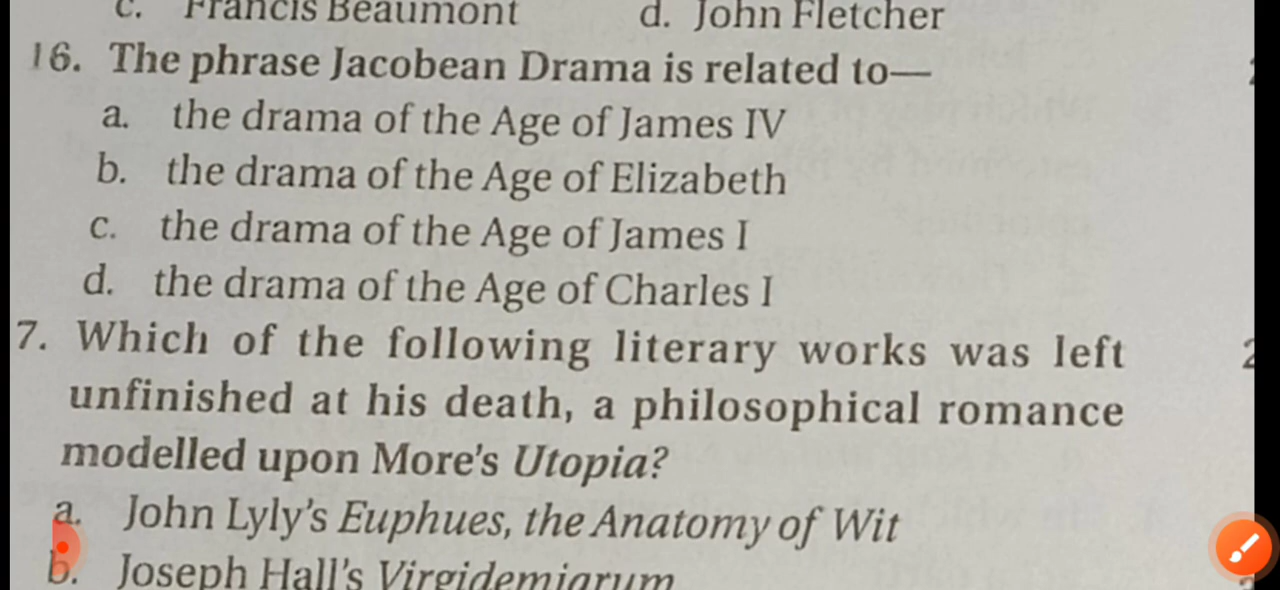 c. Francis Beaumont d. John Fletcher
16. The phrase Jacobean Drama is related to—
a. the drama of the Age of James IV
b. the drama of the Age of Elizabeth
c. the drama of the Age of James I
d. the drama of the Age of Charles I
7. Which of the following literary works was left
unfinished at his death, a philosophical romance
modelled upon More's Utopia?
a. John Lyly's Euphues, the Anatomy of Wit
b. Joseph Hall's Virgidemiarum